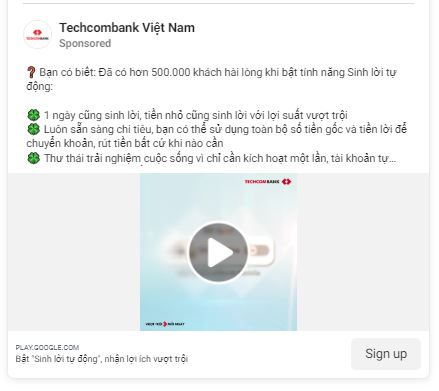 Techcombank Việt Nam
Sponsored
Bạn có biết: Đã có hơn 500.000 khách hài lòng khi bật tính năng Sinh lời tự
động:
1 ngày cũng sinh lời, tiền nhỏ cũng sinh lời với lợi suất vượt trội
Luôn sẵn sàng chi tiêu, bạn có thể sử dụng toàn bộ số tiền gốc và tiền lời để
chuyển khoản, rút tiền bất cứ khi nào cần
Thư thái trải nghiệm cuộc sống vì chỉ cần kích hoạt một lần, tài khoản tự...
TECHCOMBANK
VƯỢT TRỘI MỖI NGÀY
PLAY.GOOGLE.COM
Bật "Sinh lời tự động", nhận lợi ích vượt trội
Sign up